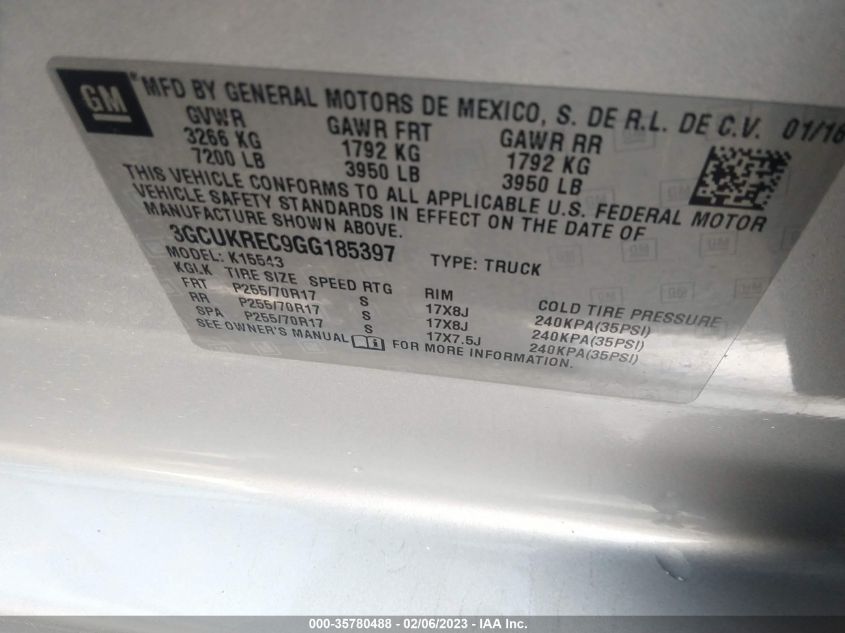 GM ® MFD BY GENERAL MOTORS DE MEXICO, S. DE R.L. DE C.V. 01/16
GVWR GAWR FRT GAWR RR
3266 KG 1792 KG 1792 KG
7200 LB 3950 LB 3950 LB
THIS VEHICLE CONFORMS TO ALL APPLICABLE U.S. FEDERAL MOTOR
VEHICLE SAFETY STANDARDS IN EFFECT ON THE DATE OF
MANUFACTURE SHOWN ABOVE.
3GCUKREC9GG185397 TYPE: TRUCK
MODEL: K15543
KGLK TIRE SIZE SPEED RTG RIM COLD TIRE PRESSURE
FRT P255/70R17 S 17X8J 240KPA(35PSI)
RR P255/70R17 S 17X8J 240KPA(35PSI)
SPA P255/70R17 S 17X7.5J 240KPA(35PSI)
SEE OWNER'S MANUAL FOR MORE INFORMATION.
000-35780488 - 02/06/2023 - IAA Inc.